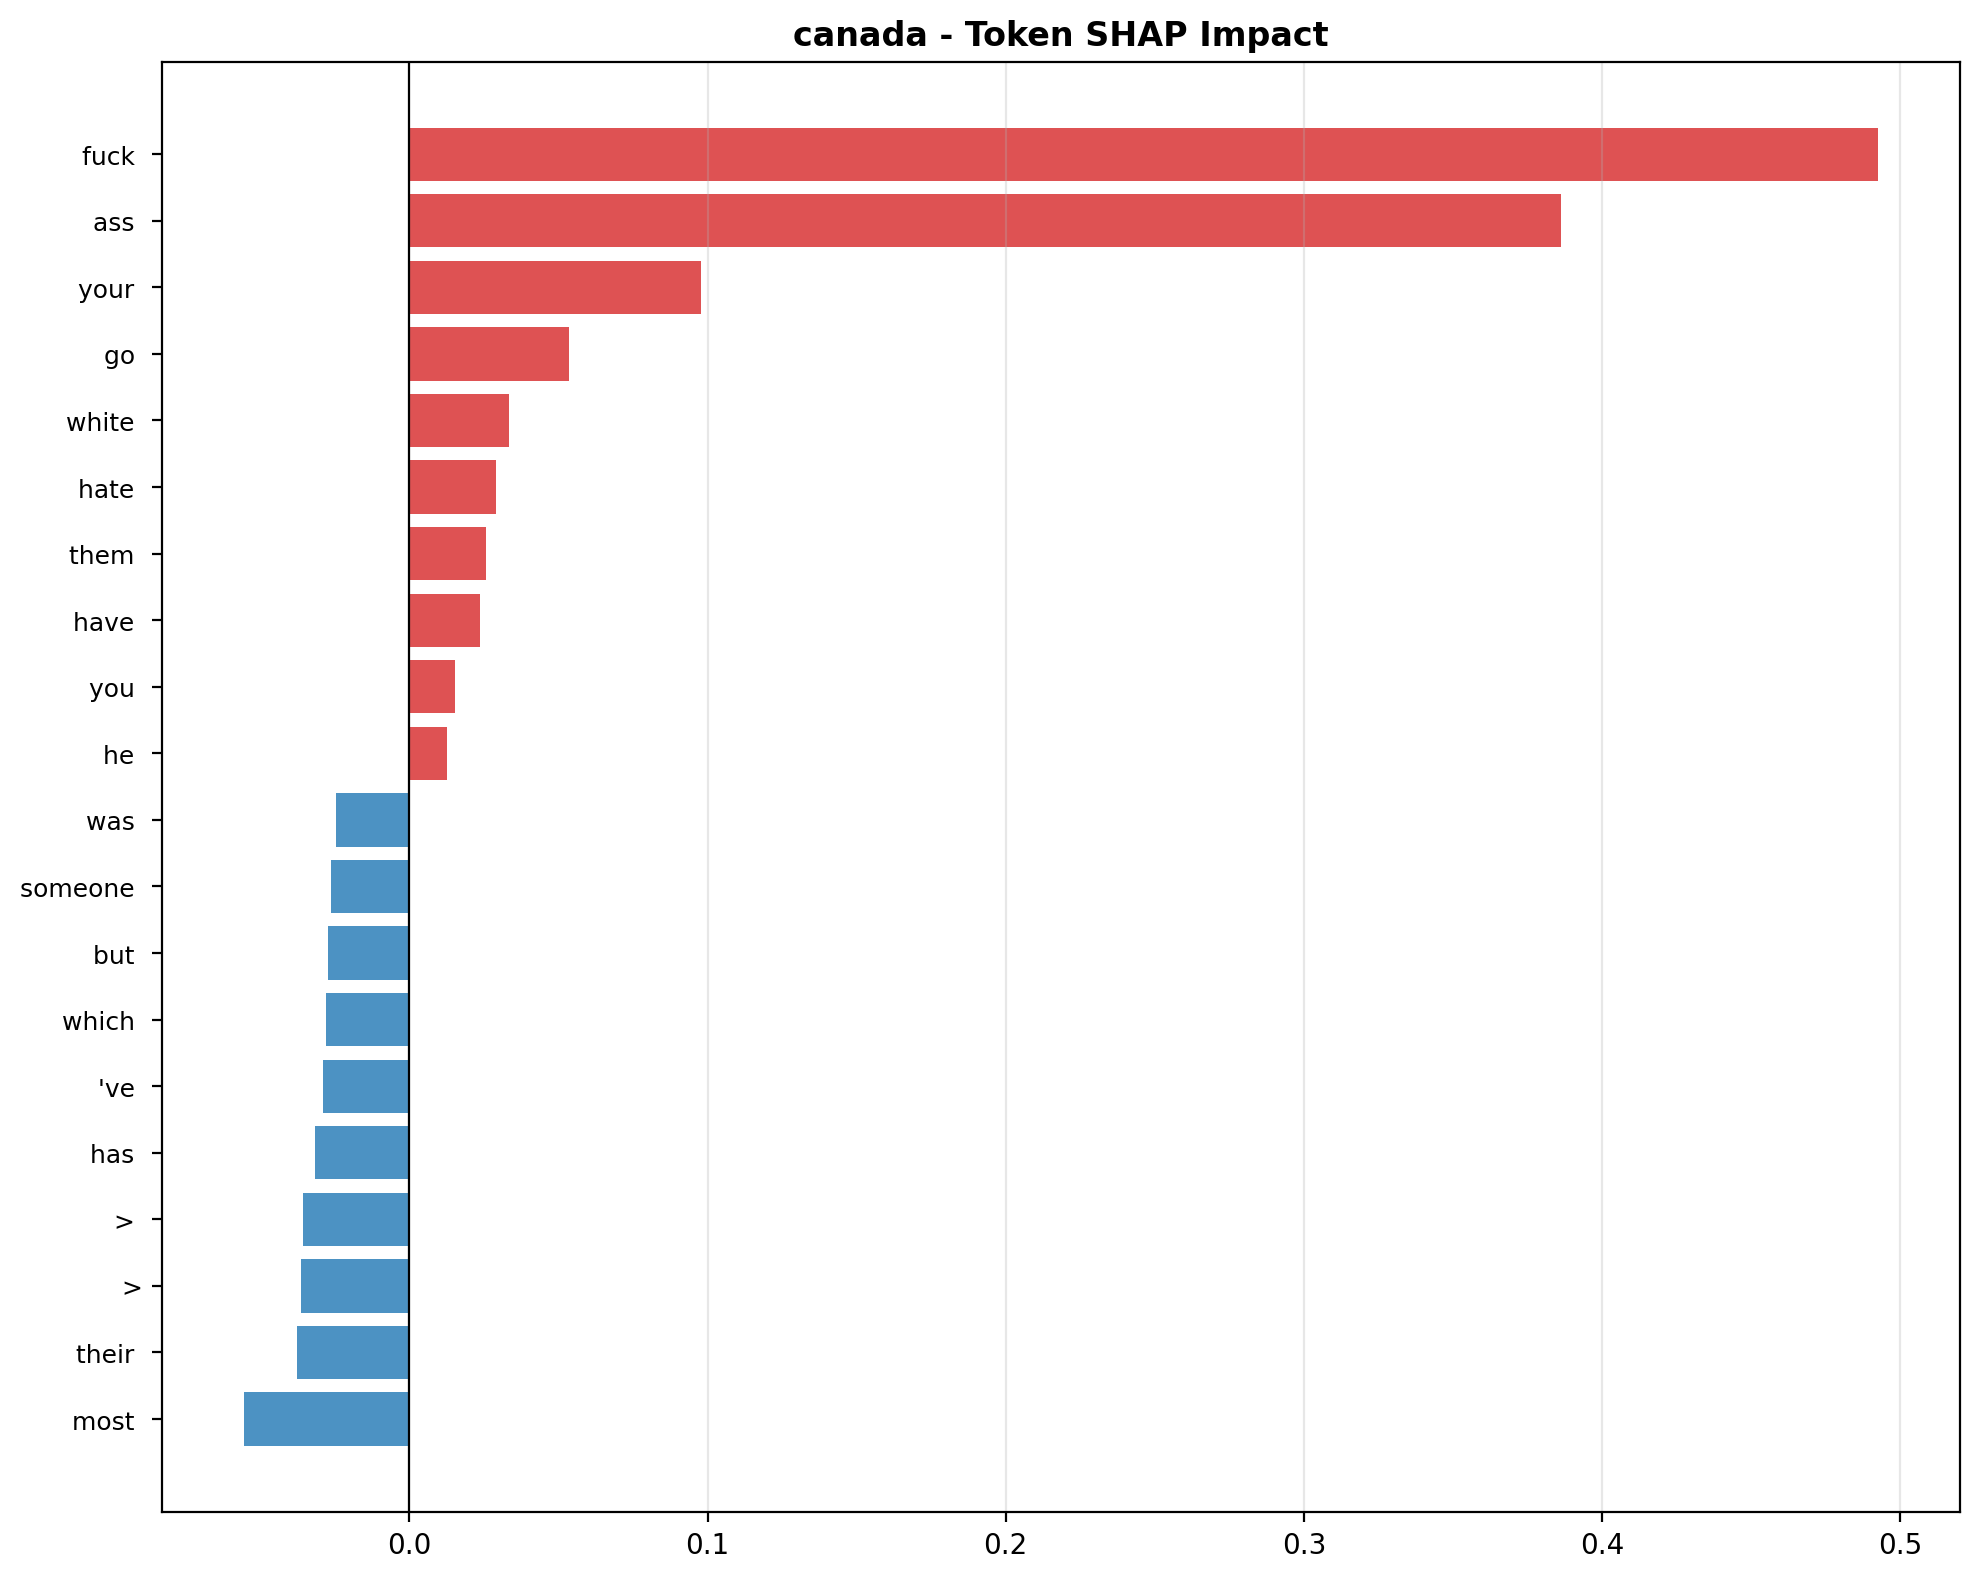 canada - Token SHAP Impact
fuck
ass
your
go
white
hate
them
have
you
he
was
someone
but
which
've
has
>
>
their
most
0.0 0.1 0.2 0.3 0.4 0.5